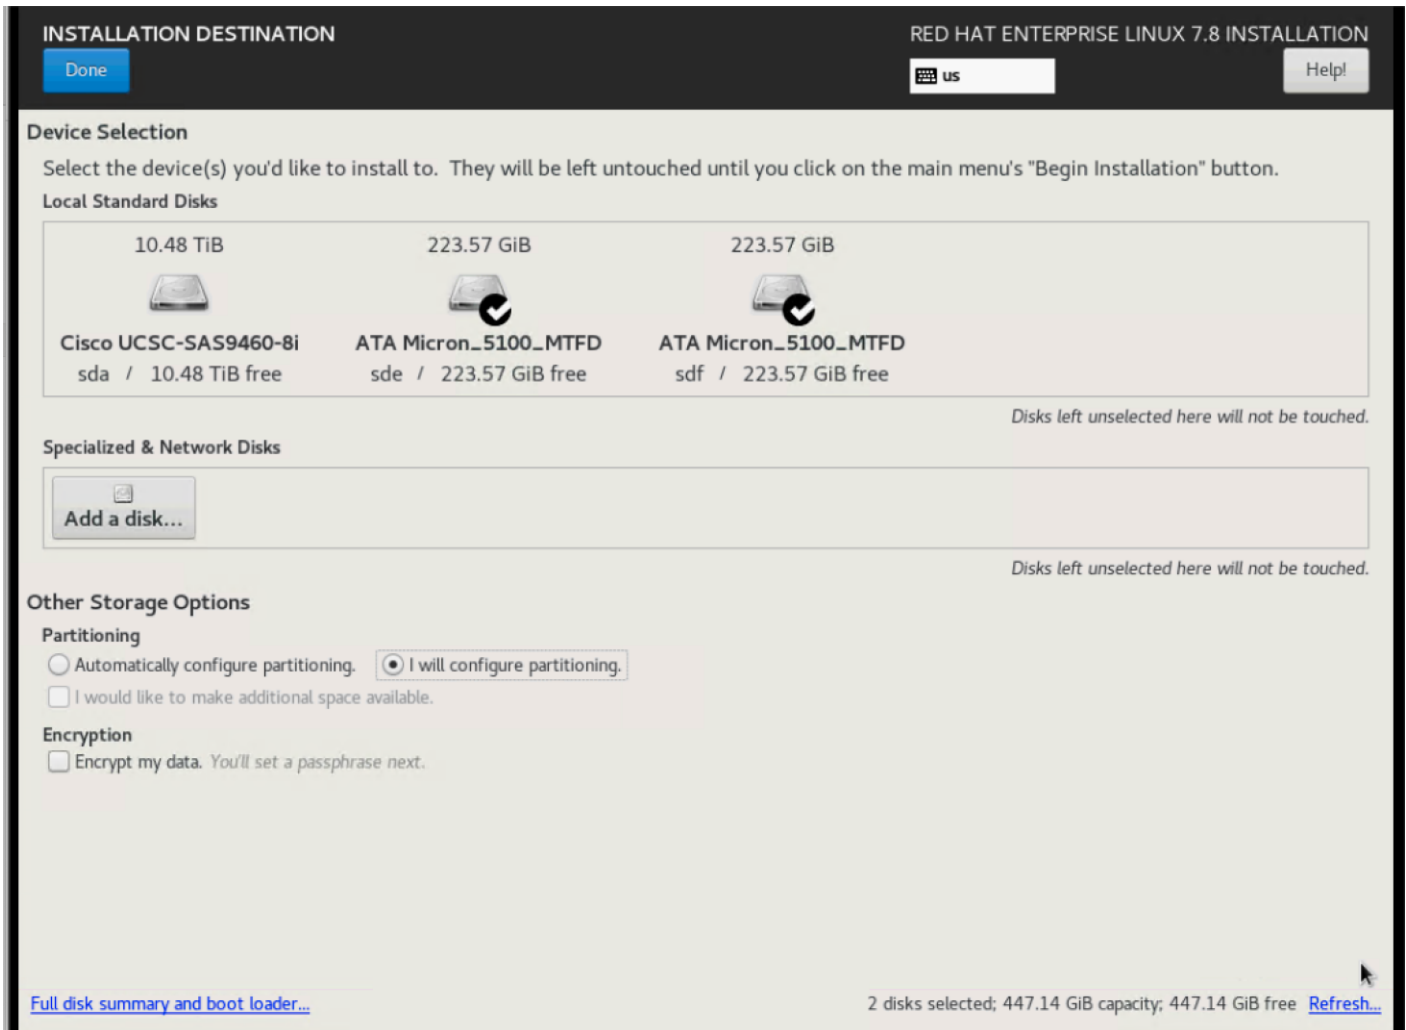 INSTALLATION DESTINATION
RED HAT ENTERPRISE LINUX 7.8 INSTALLATION
Done
us
Help!
Device Selection
Select the device(s) you'd like to install to. They will be left untouched until you click on the main menu's "Begin Installation" button.
Local Standard Disks
10.48 TiB
223.57 GiB
223.57 GiB
Cisco UCSC-SAS9460-8i
ATA Micron_5100_MTFD
ATA Micron_5100_MTFD
sda / 10.48 TiB free
sde / 223.57 GiB free
sdf / 223.57 GiB free
Disks left unselected here will not be touched.
Specialized & Network Disks
Add a disk...
Disks left unselected here will not be touched.
Other Storage Options
Partitioning
Automatically configure partitioning.
I will configure partitioning.
I would like to make additional space available.
Encryption
Encrypt my data. You'll set a passphrase next.
Full disk summary and boot loader...
2 disks selected; 447.14 GiB capacity; 447.14 GiB free Refresh...